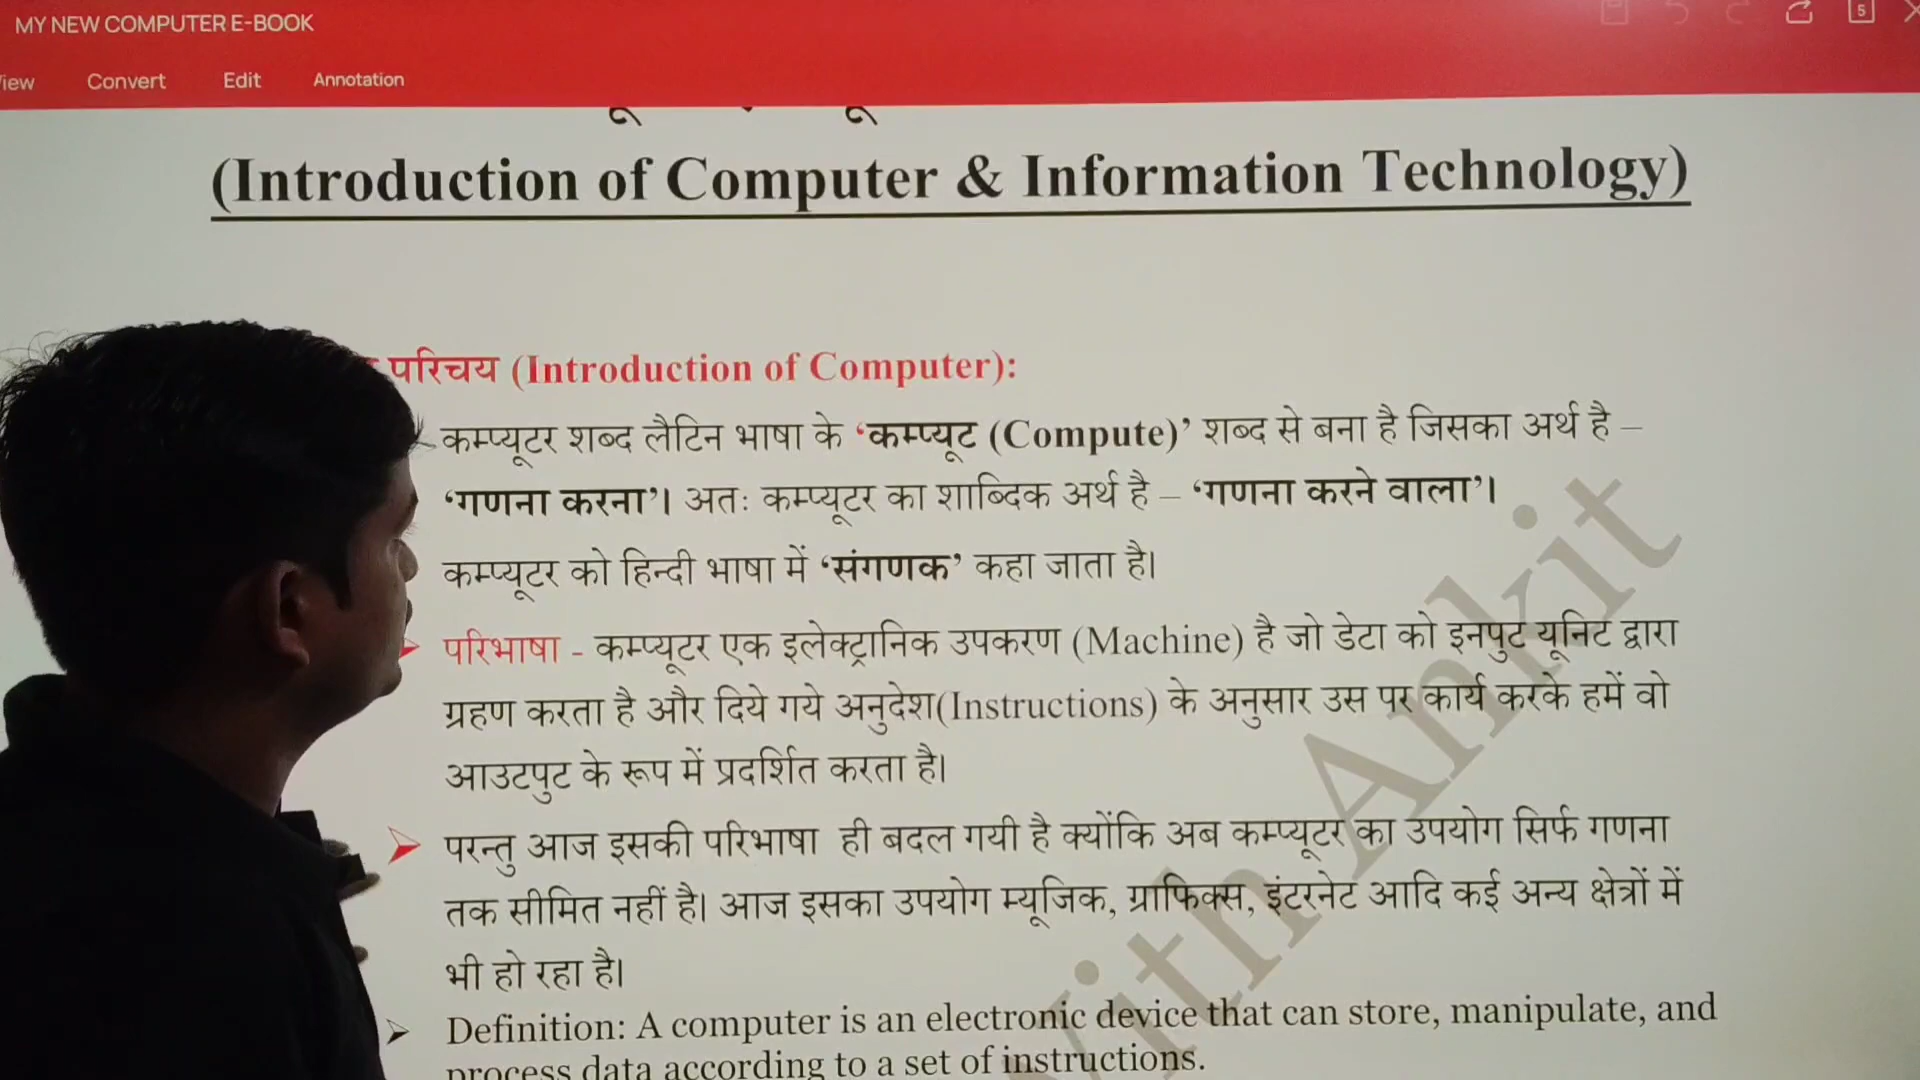 MY NEW COMPUTER E-BOOK
5
iew Convert Edit Annotation
(Introduction of Computer & Information Technology)
परिचय (Introduction of Computer):
कम्प्यूटर शब्द लैटिन भाषा के ‘कम्प्यूट (Compute)’ शब्द से बना है जिसका अर्थ है –
‘गणना करना’। अतः कम्प्यूटर का शाब्दिक अर्थ है – ‘गणना करने वाला’।
कम्प्यूटर को हिन्दी भाषा में ‘संगणक’ कहा जाता है।
परिभाषा - कम्प्यूटर एक इलेक्ट्रानिक उपकरण (Machine) है जो डेटा को इनपुट यूनिट द्वारा
ग्रहण करता है और दिये गये अनुदेश(Instructions) के अनुसार उस पर कार्य करके हमें वो
आउटपुट के रूप में प्रदर्शित करता है।
परन्तु आज इसकी परिभाषा ही बदल गयी है क्योंकि अब कम्प्यूटर का उपयोग सिर्फ गणना
तक सीमित नहीं है। आज इसका उपयोग म्यूजिक, ग्राफिक्स, इंटरनेट आदि कई अन्य क्षेत्रों में
भी हो रहा है।
Definition: A computer is an electronic device that can store, manipulate, and
process data according to a set of instructions.
With Ankit